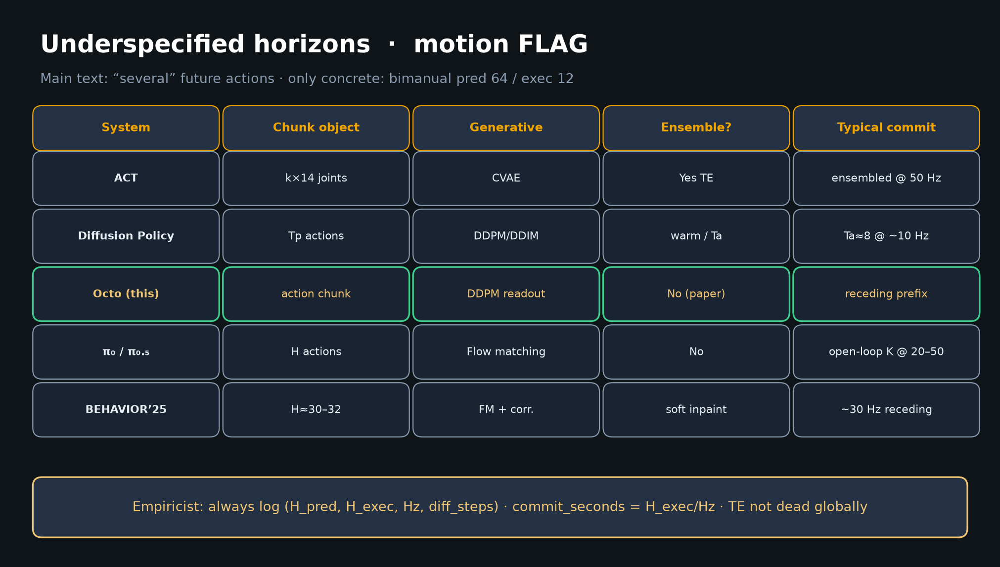 Underspecified horizons · motion FLAG
Main text: “several” future actions · only concrete: bimanual pred 64 / exec 12
System Chunk object Generative Ensemble? Typical commit
ACT k×14 joints CVAE Yes TE ensembled @ 50 Hz
Diffusion Policy Tp actions DDPM/DDIM warm / Ta Ta≈8 @ ~10 Hz
Octo (this) action chunk DDPM readout No (paper) receding prefix
π₀ / π₀.₅ H actions Flow matching No open-loop K @ 20–50
BEHAVIOR’25 H≈30–32 FM + corr. soft inpaint ~30 Hz receding
Empiricist: always log (H_pred, H_exec, Hz, diff_steps) · commit_seconds = H_exec/Hz · TE not dead globally